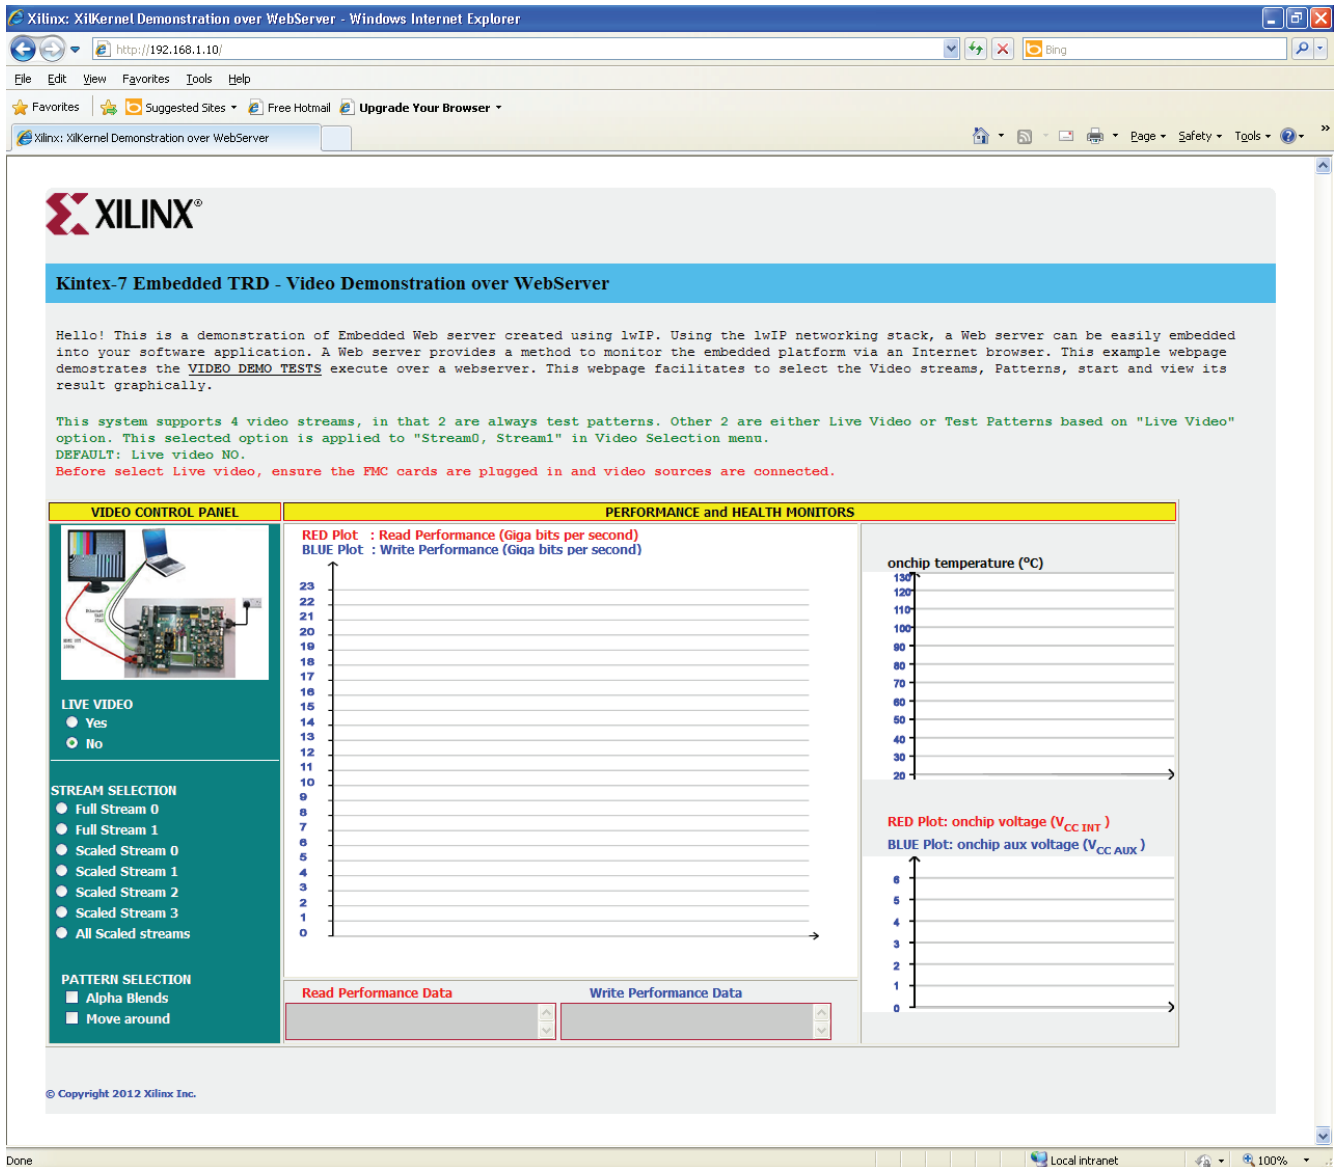 Xilinx: XilKernel Demonstration over WebServer - Windows Internet Explorer
http://192.168.1.10/
Bing
File Edit View Favorites Tools Help
Favorites Suggested Sites Free Hotmail Upgrade Your Browser
Xilinx: XilKernel Demonstration over WebServer
Page Safety Tools
XILINX®
Kintex-7 Embedded TRD - Video Demonstration over WebServer
Hello! This is a demonstration of Embedded Web server created using lwIP. Using the lwIP networking stack, a Web server can be easily embedded
into your software application. A Web server provides a method to monitor the embedded platform via an Internet browser. This example webpage
demostrates the VIDEO DEMO TESTS execute over a webserver. This webpage facilitates to select the Video streams, Patterns, start and view its
result graphically.
This system supports 4 video streams, in that 2 are always test patterns. Other 2 are either Live Video or Test Patterns based on "Live Video"
option. This selected option is applied to "Stream0, Stream1" in Video Selection menu.
DEFAULT: Live video NO.
Before select Live video, ensure the FMC cards are plugged in and video sources are connected.
VIDEO CONTROL PANEL
LIVE VIDEO
Yes
No
STREAM SELECTION
Full Stream 0
Full Stream 1
Scaled Stream 0
Scaled Stream 1
Scaled Stream 2
Scaled Stream 3
All Scaled streams
PATTERN SELECTION
Alpha Blends
Move around
PERFORMANCE and HEALTH MONITORS
RED Plot : Read Performance (Giga bits per second)
BLUE Plot : Write Performance (Giga bits per second)
23
22
21
20
19
18
17
16
15
14
13
12
11
10
9
8
7
6
5
4
3
2
1
0
Read Performance Data
Write Performance Data
onchip temperature (°C)
130
120
110
100
90
80
70
60
50
40
30
20
RED Plot: onchip voltage (VCC INT )
BLUE Plot: onchip aux voltage (VCC AUX )
6
5
4
3
2
1
0
© Copyright 2012 Xilinx Inc.
Done
Local intranet
100%